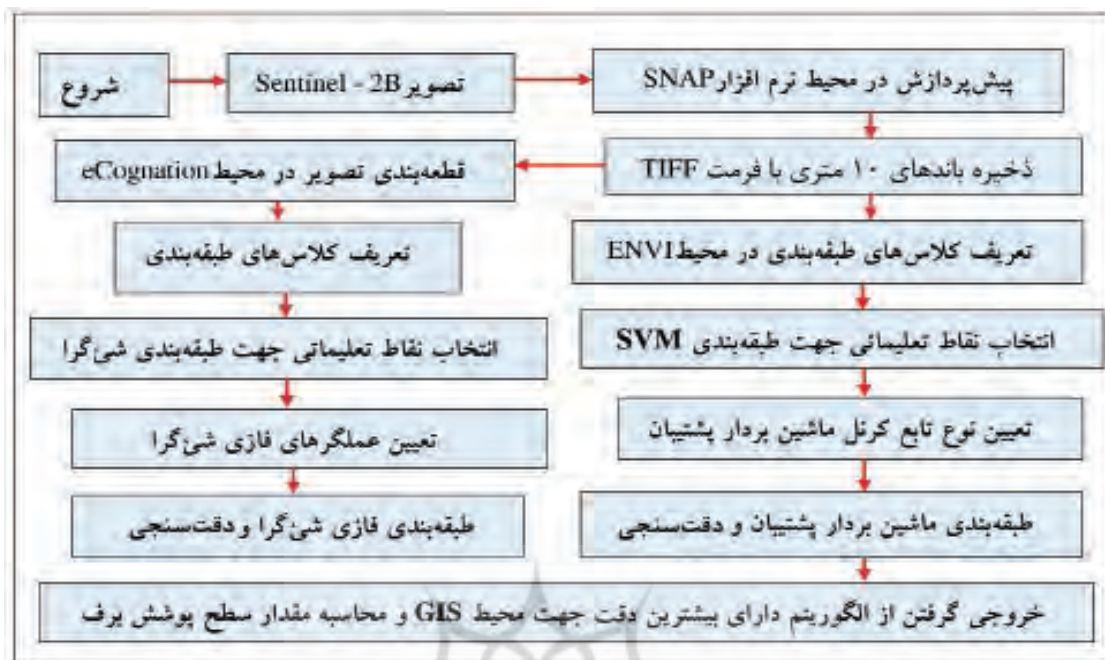 شروع
تصویر Sentinel - 2B
پیش‌پردازش در محیط نرم افزار SNAP
ذخیره باندهای ۱۰ متری با فرمت TIFF
قطعه‌بندی تصویر در محیط eCognation
تعریف کلاس‌های طبقه‌بندی در محیط ENVI
تعریف کلاس‌های طبقه‌بندی
انتخاب نقاط تعلیماتی جهت طبقه‌بندی SVM
انتخاب نقاط تعلیماتی جهت طبقه‌بندی شیءگرا
تعیین نوع تابع کرنل ماشین بردار پشتیبان
تعیین عملگرهای فازی شیءگرا
طبقه‌بندی ماشین بردار پشتیبان و دقت‌سنجی
طبقه‌بندی فازی شیءگرا و دقت‌سنجی
خروجی گرفتن از الگوریتم دارای بیشترین دقت جهت محیط GIS و محاسبه مقدار سطح پوشش برف